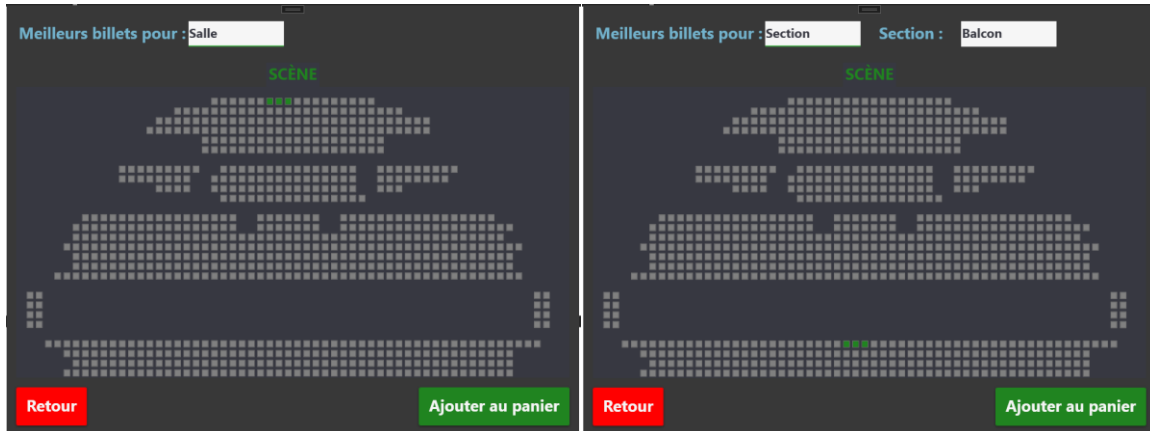 Meilleurs billets pour : Salle
SCÈNE
Retour
Ajouter au panier
Meilleurs billets pour : Section
Section : Balcon
SCÈNE
Retour
Ajouter au panier